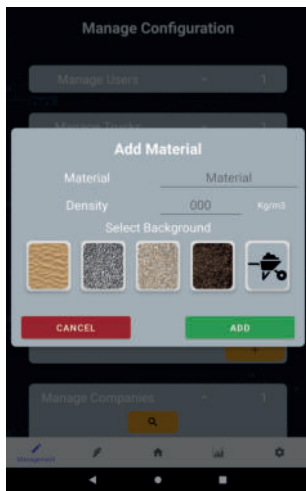 Manage Configuration
Manage Users - 1
Manage Trucks - 1
Add Material
Material Material
Density 000 Kg/m3
Select Background
CANCEL ADD
+
Manage Companies - 1
Management